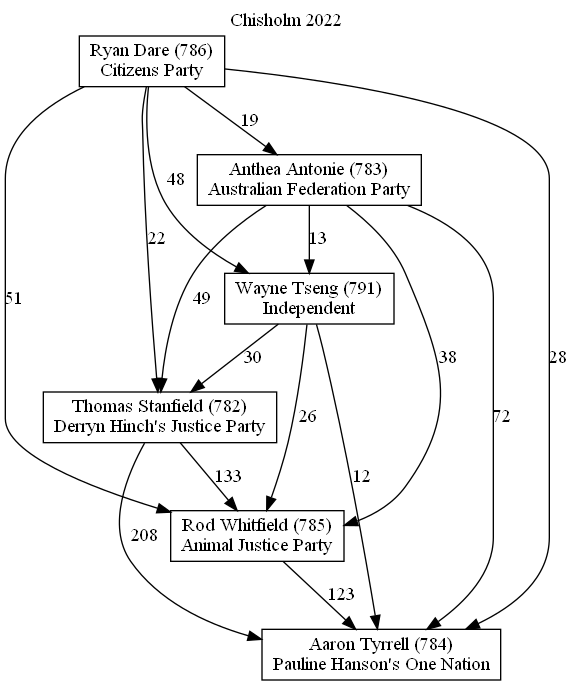 Chisholm 2022
Ryan Dare (786)
Citizens Party
19
Anthea Antonie (783)
Australian Federation Party
48
22
13
Wayne Tseng (791)
Independent
51
49
30
38
28
Thomas Stanfield (782)
Derryn Hinch's Justice Party
26
72
133
12
Rod Whitfield (785)
Animal Justice Party
208
123
Aaron Tyrrell (784)
Pauline Hanson's One Nation